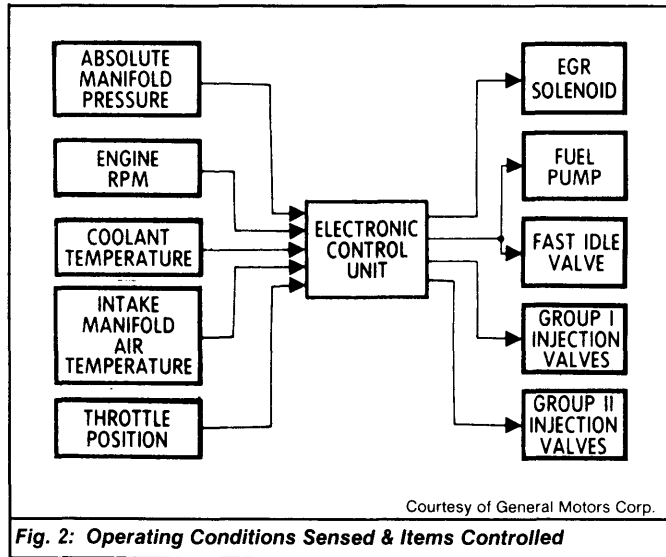 ABSOLUTE
MANIFOLD
PRESSURE
ENGINE
RPM
COOLANT
TEMPERATURE
INTAKE
MANIFOLD
AIR
TEMPERATURE
THROTTLE
POSITION
ELECTRONIC
CONTROL
UNIT
EGR
SOLENOID
FUEL
PUMP
FAST IDLE
VALVE
GROUP I
INJECTION
VALVES
GROUP II
INJECTION
VALVES
Courtesy of General Motors Corp.
Fig. 2: Operating Conditions Sensed & Items Controlled